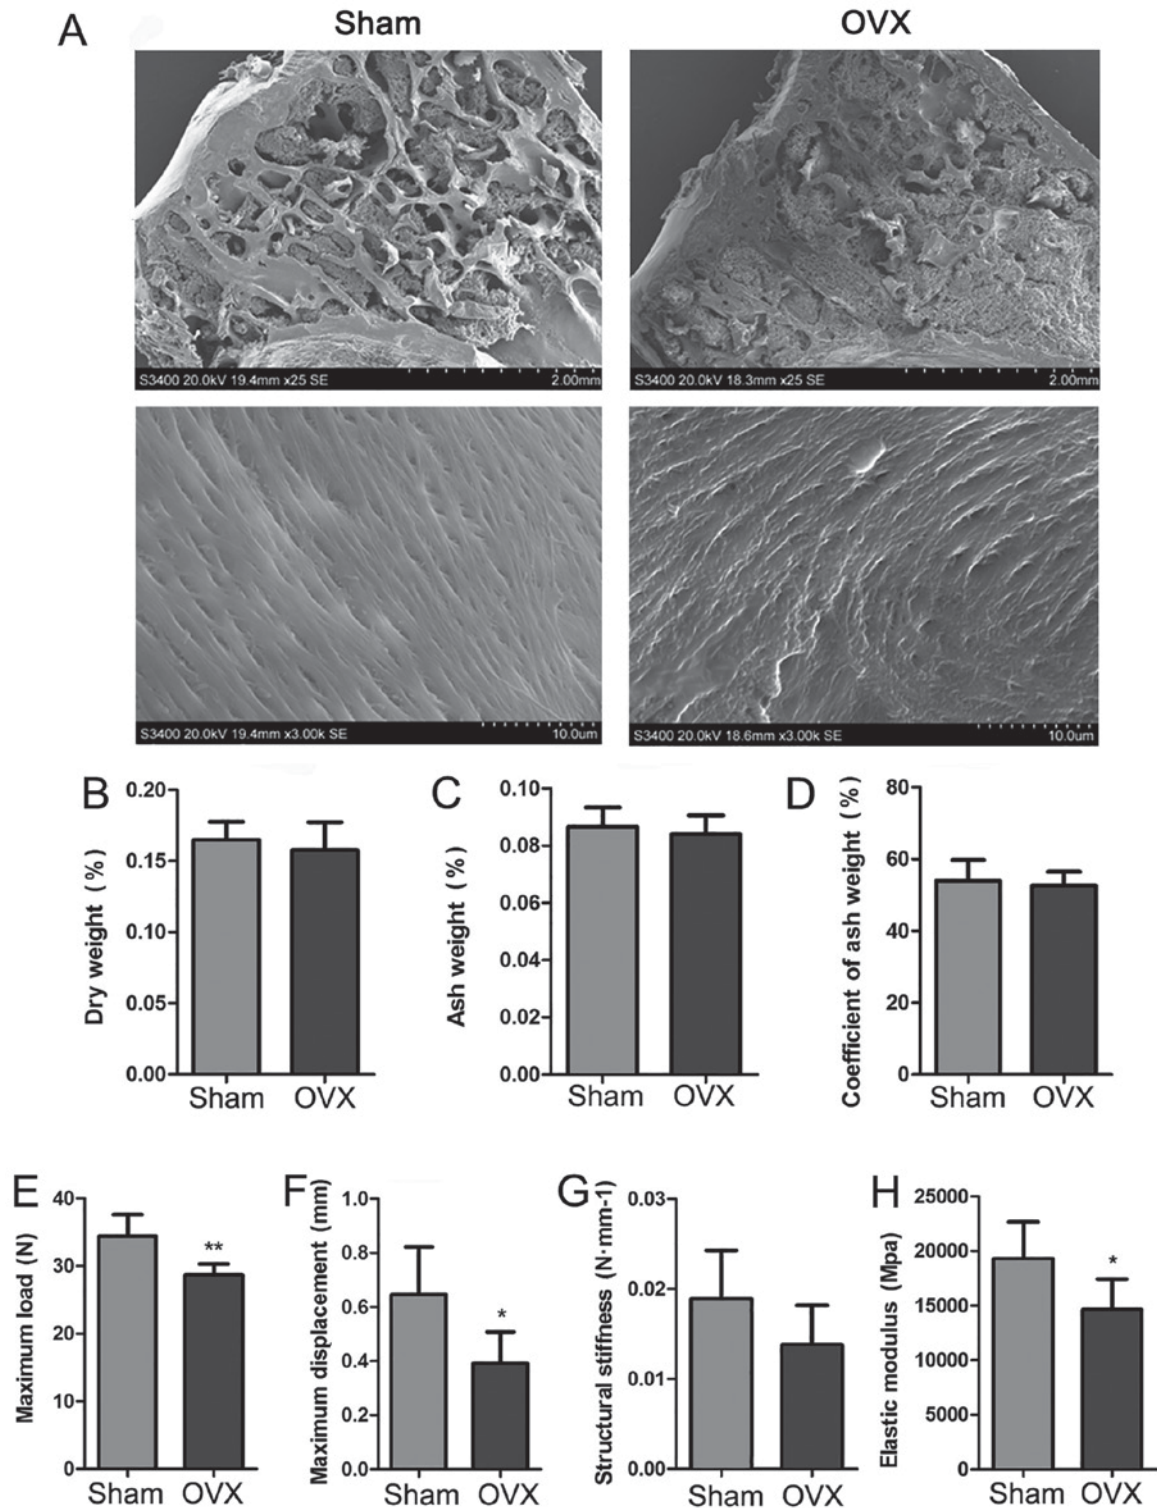 A
Sham
OVX
S3400 20.0kV 19.4mm x25 SE
2.00mm
S3400 20.0kV 18.3mm x25 SE
2.00mm
S3400 20.0kV 19.4mm x3.00k SE
10.0um
S3400 20.0kV 18.6mm x3.00k SE
10.0um
B
Dry weight (%)
0.20
0.15
0.10
0.05
0.00
Sham
OVX
C
Ash weight (%)
0.10
0.08
0.06
0.04
0.02
0.00
Sham
OVX
D
Coefficient of ash weight (%)
80
60
40
20
0
Sham
OVX
E
Maximum load (N)
40
30
20
10
0
**
Sham
OVX
F
Maximum displacement (mm)
1.0
0.8
0.6
0.4
0.2
0.0
*
Sham
OVX
G
Structural stiffness (N·mm-1)
0.03
0.02
0.01
0.00
Sham
OVX
H
Elastic modulus (Mpa)
25000
20000
15000
10000
5000
0
*
Sham
OVX